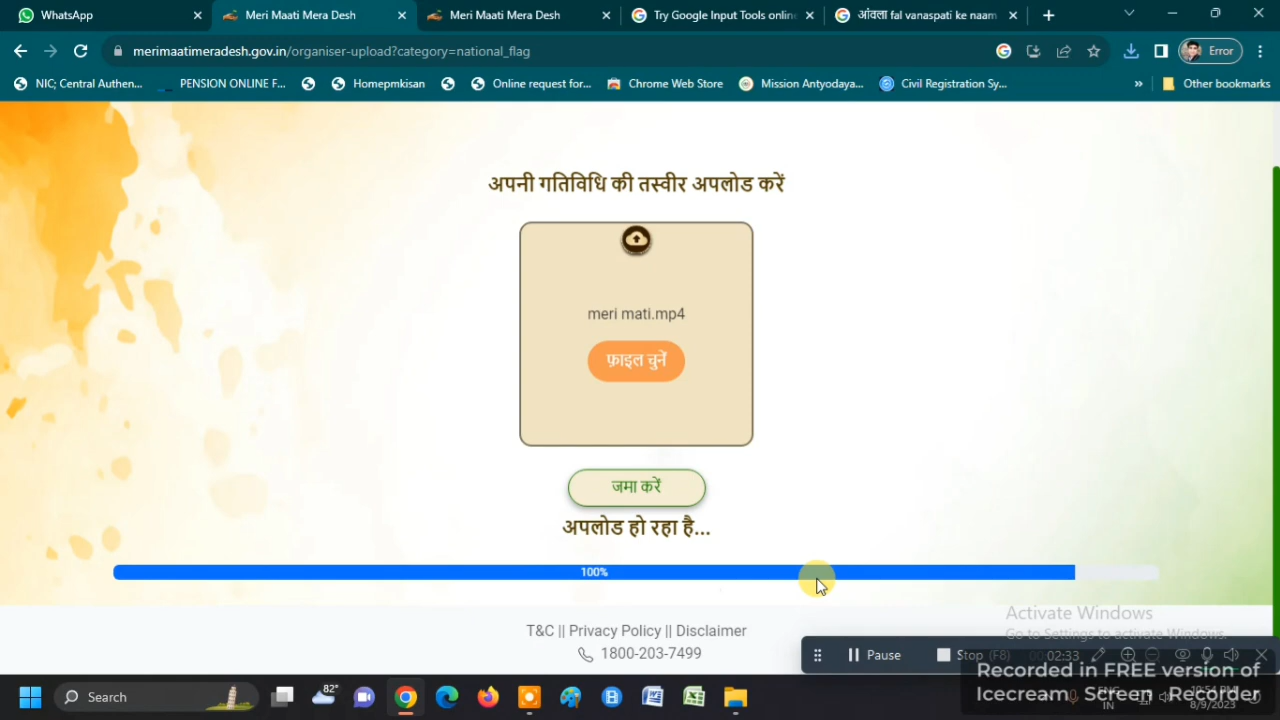 WhatsApp
Meri Maati Mera Desh
Meri Maati Mera Desh
Try Google Input Tools online
आंवला fal vanaspati ke naam
merimaatimeradesh.gov.in/organiser-upload?category=national_flag
Error
NIC; Central Authen...
PENSION ONLINE F...
Homepmkisan
Online request for...
Chrome Web Store
Mission Antyodaya...
Civil Registration Sy...
»
Other bookmarks
अपनी गतिविधि की तस्वीर अपलोड करें
meri mati.mp4
फ़ाइल चुनें
जमा करें
अपलोड हो रहा है...
100%
Activate Windows
Go to Settings to activate Windows.
T&C || Privacy Policy || Disclaimer
1800-203-7499
Pause
Stop (F8)
02:33
Recorded in FREE version of
Icecream Screen Recorder
Search
82°
ENG
IN
8/9/2023